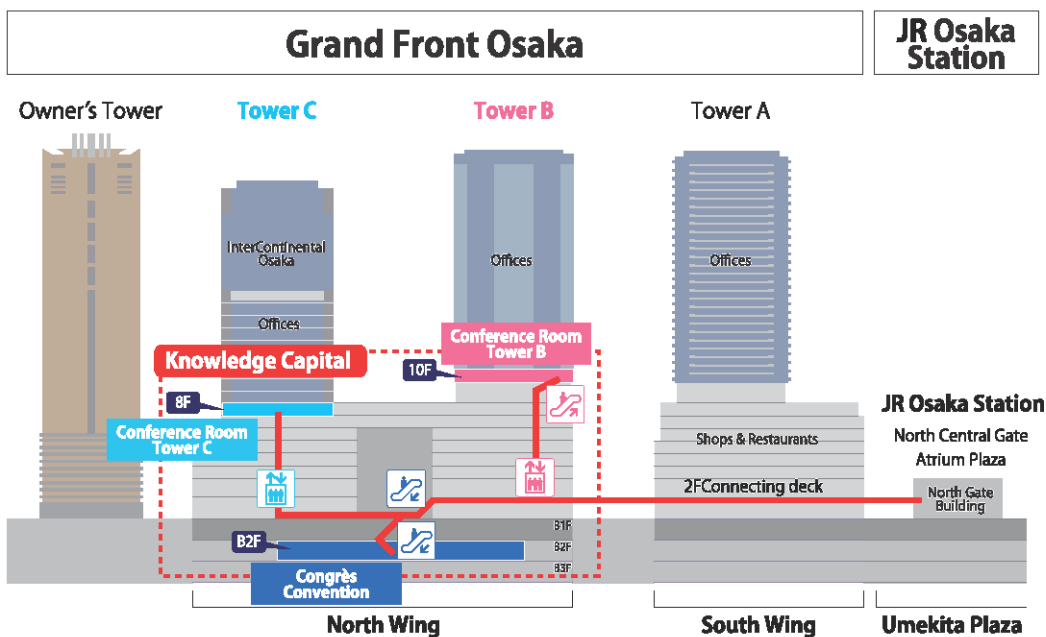 Grand Front Osaka
JR Osaka
Station
Owner's Tower
Tower C
Tower B
Tower A
InterContinental
Osaka
Offices
Offices
Offices
Conference Room
Tower B
Knowledge Capital
10F
8F
Conference Room
Tower C
JR Osaka Station
North Central Gate
Atrium Plaza
Shops & Restaurants
2FConnecting deck
North Gate
Building
B1F
B2F
B2F
B3F
Congrès
Convention
North Wing
South Wing
Umekita Plaza